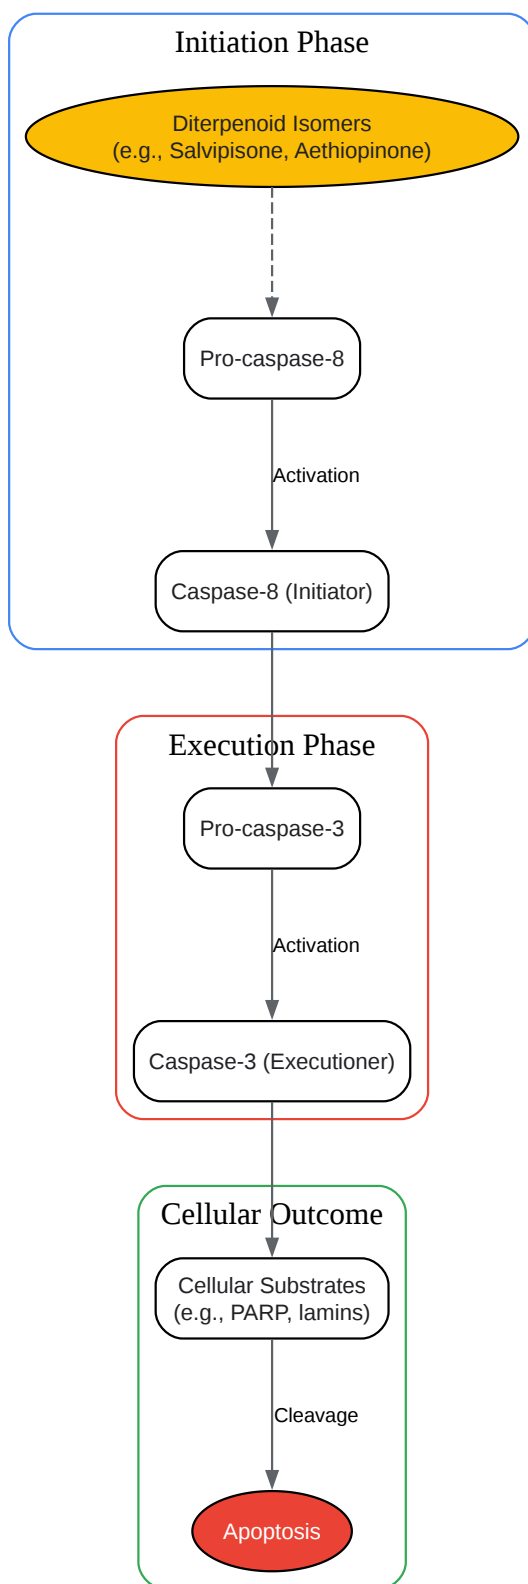 Initiation Phase
Diterpenoid Isomers
(e.g., Salvipisone, Aethiopinone)
Pro-caspase-8
Activation
Caspase-8 (Initiator)
Execution Phase
Pro-caspase-3
Activation
Caspase-3 (Executioner)
Cellular Outcome
Cellular Substrates
(e.g., PARP, lamins)
Cleavage
Apoptosis